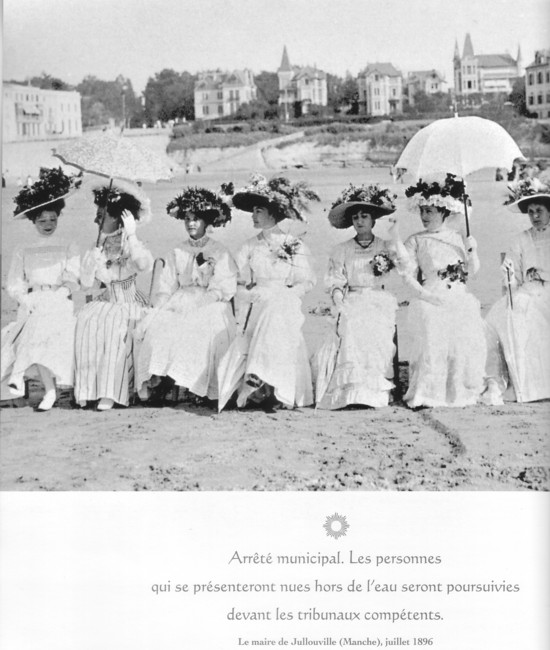 Arrêté municipal. Les personnes
qui se présenteront nues hors de l'eau seront poursuivies
devant les tribunaux compétents.
Le maire de Jullouville (Manche), juillet 1896